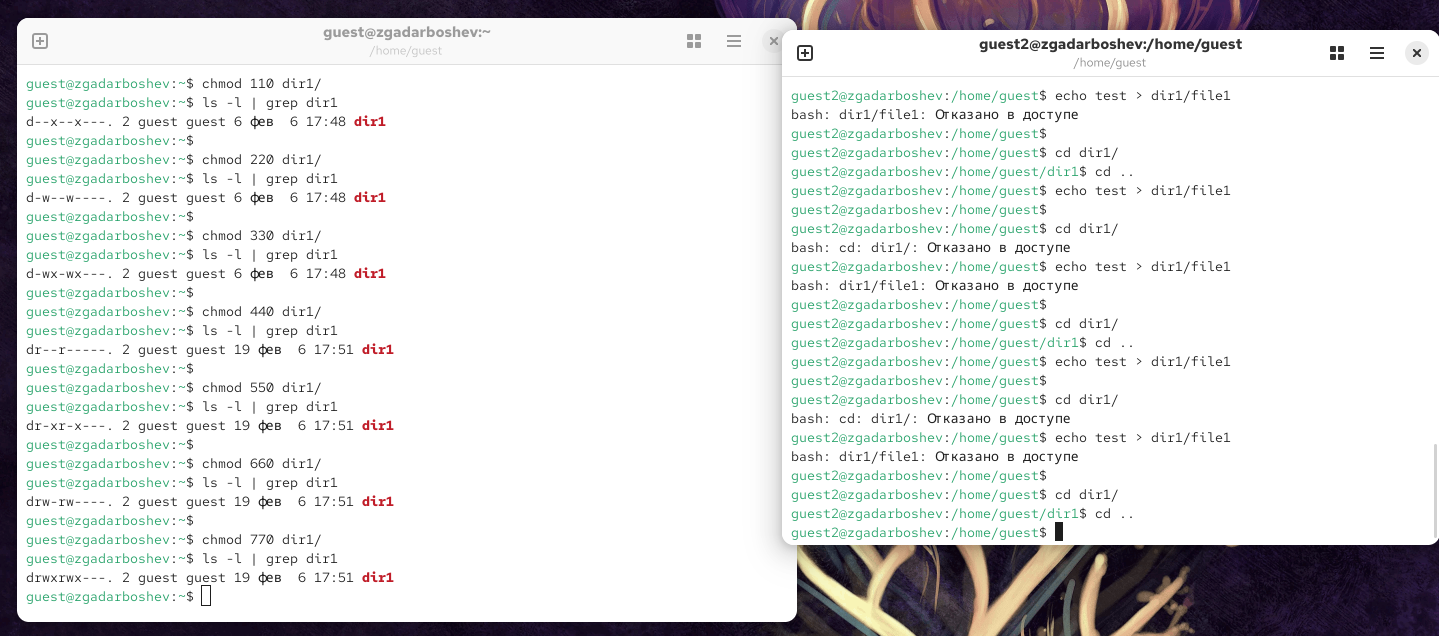 guest@zgadarboshev:~
/home/guest
guest@zgadarboshev:~$ chmod 110 dir1/
guest@zgadarboshev:~$ ls -l | grep dir1
d--x--x---. 2 guest guest 6 фев  6 17:48 dir1
guest@zgadarboshev:~$
guest@zgadarboshev:~$ chmod 220 dir1/
guest@zgadarboshev:~$ ls -l | grep dir1
d-w--w----. 2 guest guest 6 фев  6 17:48 dir1
guest@zgadarboshev:~$
guest@zgadarboshev:~$ chmod 330 dir1/
guest@zgadarboshev:~$ ls -l | grep dir1
d-wx-wx---. 2 guest guest 6 фев  6 17:48 dir1
guest@zgadarboshev:~$
guest@zgadarboshev:~$ chmod 440 dir1/
guest@zgadarboshev:~$ ls -l | grep dir1
dr--r-----. 2 guest guest 19 фев  6 17:51 dir1
guest@zgadarboshev:~$
guest@zgadarboshev:~$ chmod 550 dir1/
guest@zgadarboshev:~$ ls -l | grep dir1
dr-xr-x---. 2 guest guest 19 фев  6 17:51 dir1
guest@zgadarboshev:~$
guest@zgadarboshev:~$ chmod 660 dir1/
guest@zgadarboshev:~$ ls -l | grep dir1
drw-rw----. 2 guest guest 19 фев  6 17:51 dir1
guest@zgadarboshev:~$
guest@zgadarboshev:~$ chmod 770 dir1/
guest@zgadarboshev:~$ ls -l | grep dir1
drwxrwx---. 2 guest guest 19 фев  6 17:51 dir1
guest@zgadarboshev:~$
guest2@zgadarboshev:/home/guest
/home/guest
guest2@zgadarboshev:/home/guest$ echo test > dir1/file1
bash: dir1/file1: Отказано в доступе
guest2@zgadarboshev:/home/guest$
guest2@zgadarboshev:/home/guest$ cd dir1/
guest2@zgadarboshev:/home/guest/dir1$ cd ..
guest2@zgadarboshev:/home/guest$ echo test > dir1/file1
guest2@zgadarboshev:/home/guest$
guest2@zgadarboshev:/home/guest$ cd dir1/
bash: cd: dir1/: Отказано в доступе
guest2@zgadarboshev:/home/guest$ echo test > dir1/file1
bash: dir1/file1: Отказано в доступе
guest2@zgadarboshev:/home/guest$
guest2@zgadarboshev:/home/guest$ cd dir1/
guest2@zgadarboshev:/home/guest/dir1$ cd ..
guest2@zgadarboshev:/home/guest$ echo test > dir1/file1
guest2@zgadarboshev:/home/guest$
guest2@zgadarboshev:/home/guest$ cd dir1/
bash: cd: dir1/: Отказано в доступе
guest2@zgadarboshev:/home/guest$ echo test > dir1/file1
bash: dir1/file1: Отказано в доступе
guest2@zgadarboshev:/home/guest$
guest2@zgadarboshev:/home/guest$ cd dir1/
guest2@zgadarboshev:/home/guest/dir1$ cd ..
guest2@zgadarboshev:/home/guest$